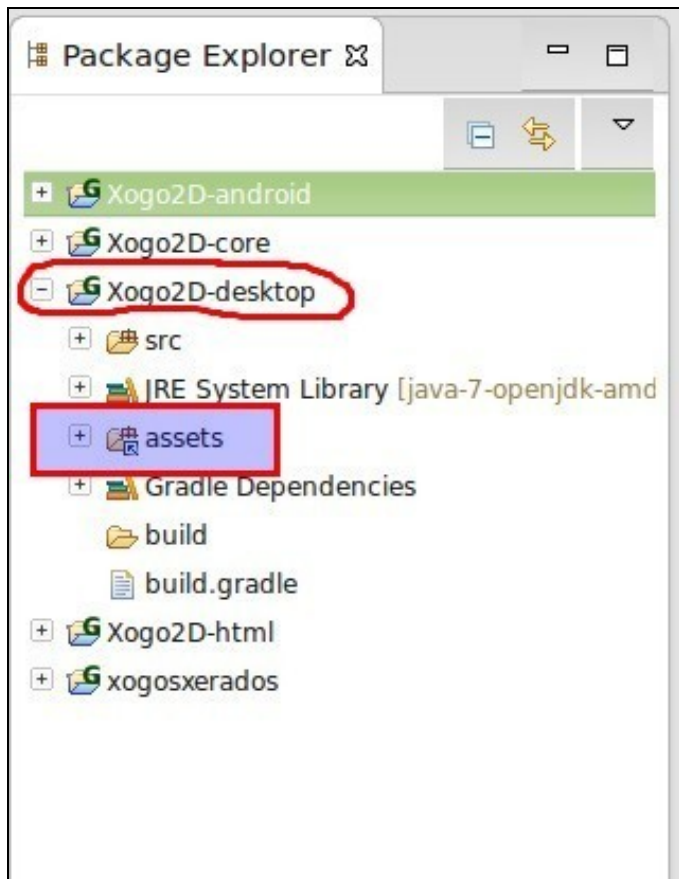 Package Explorer
Xogo2D-android
Xogo2D-core
Xogo2D-desktop
src
JRE System Library [java-7-openjdk-amd
assets
Gradle Dependencies
build
build.gradle
Xogo2D-html
xogosxerados